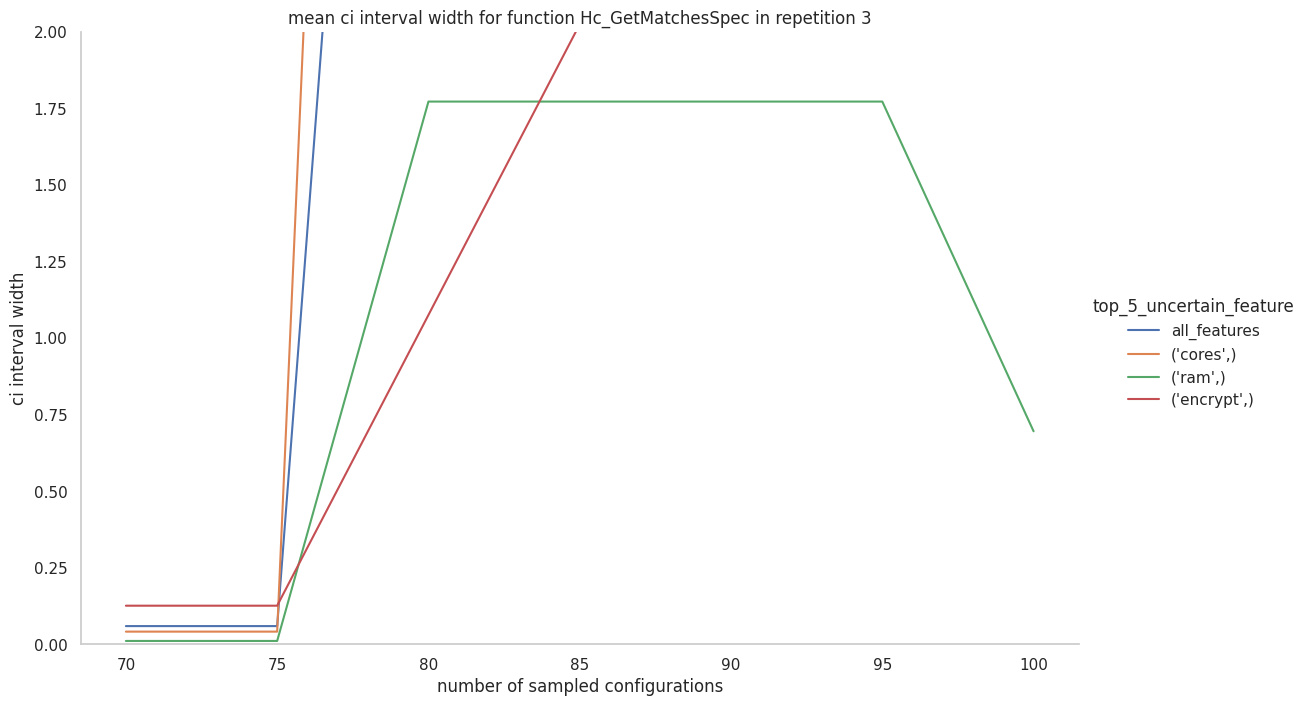 mean ci interval width for function Hc_GetMatchesSpec in repetition 3
2.00
1.75
1.50
1.25
1.00
0.75
0.50
0.25
0.00
ci interval width
70 75 80 85 90 95 100
number of sampled configurations
top_5_uncertain_feature
all_features
('cores',)
('ram',)
('encrypt',)